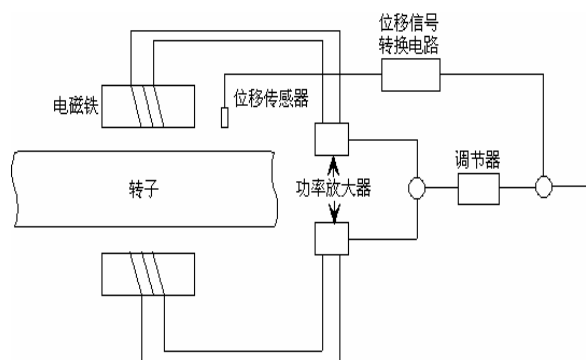 位移信号
转换电路
电磁铁
位移传感器
调节器
转子
功率放大器